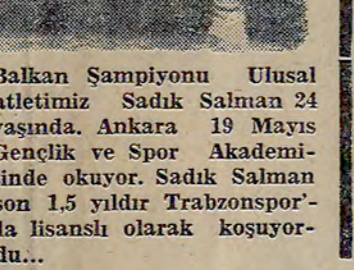 Balkan Şampiyonu Ulusal
atletimiz Sadık Salman 24
yaşında. Ankara 19 Mayıs
Gençlik ve Spor Akademi-
sinde okuyor. Sadık Salman
son 1,5 yıldır Trabzonspor'-
da lisanslı olarak koşuyor-
du...